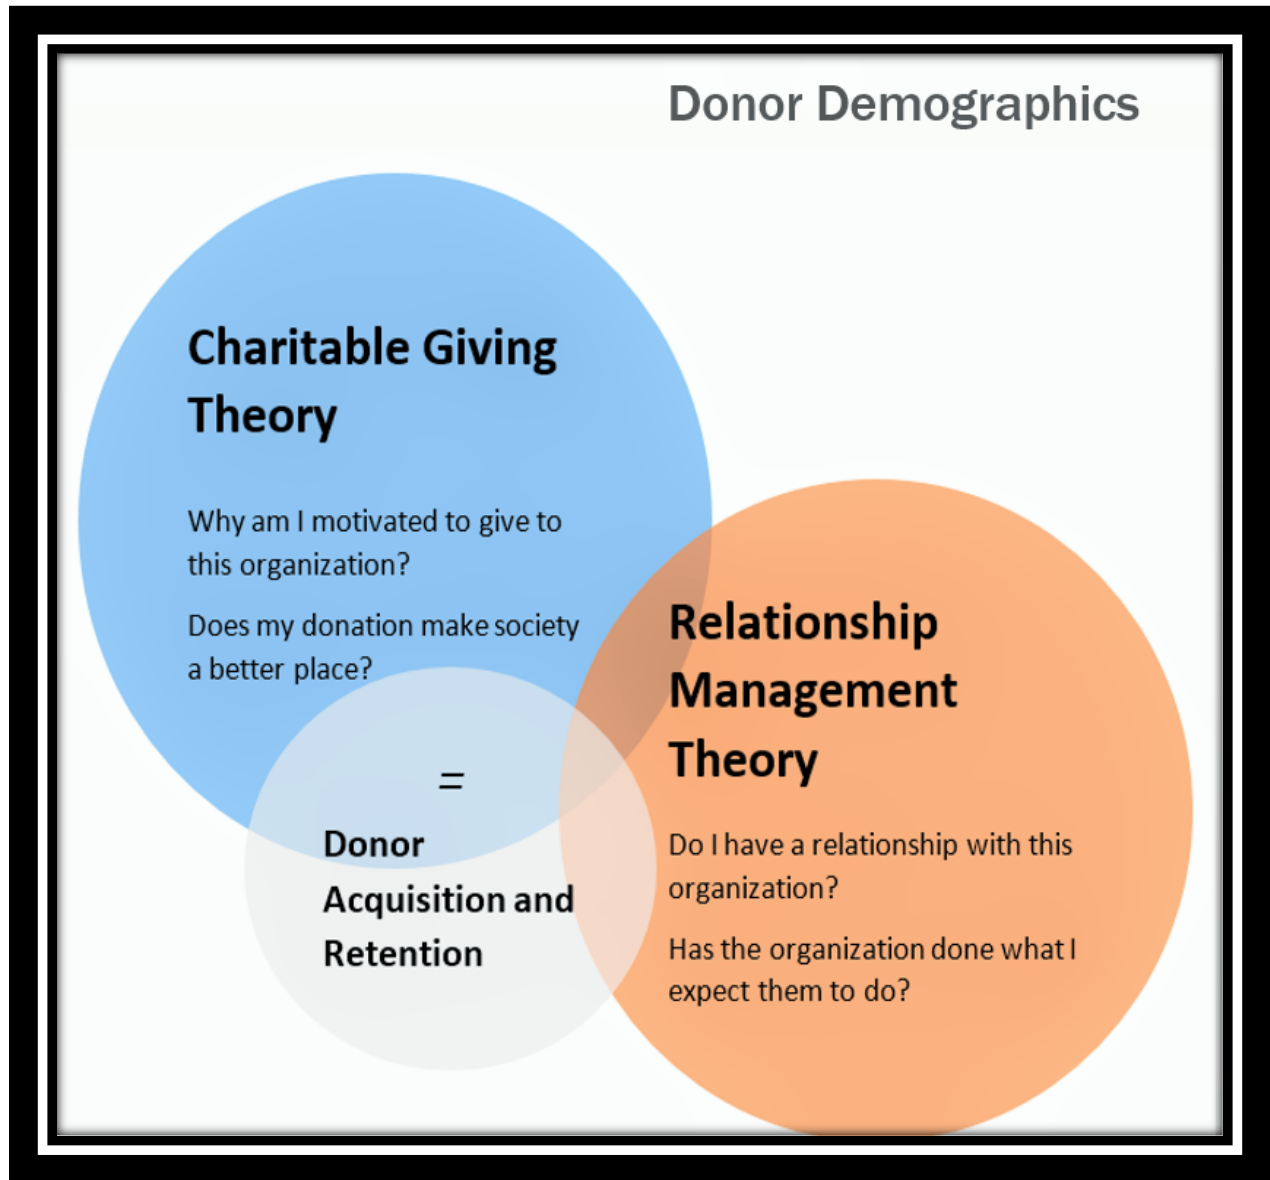 Donor Demographics
Charitable Giving
Theory
Why am I motivated to give to
this organization?
Does my donation make society
a better place?
Relationship
Management
Theory
Do I have a relationship with this
organization?
Has the organization done what I
expect them to do?
=
Donor
Acquisition and
Retention